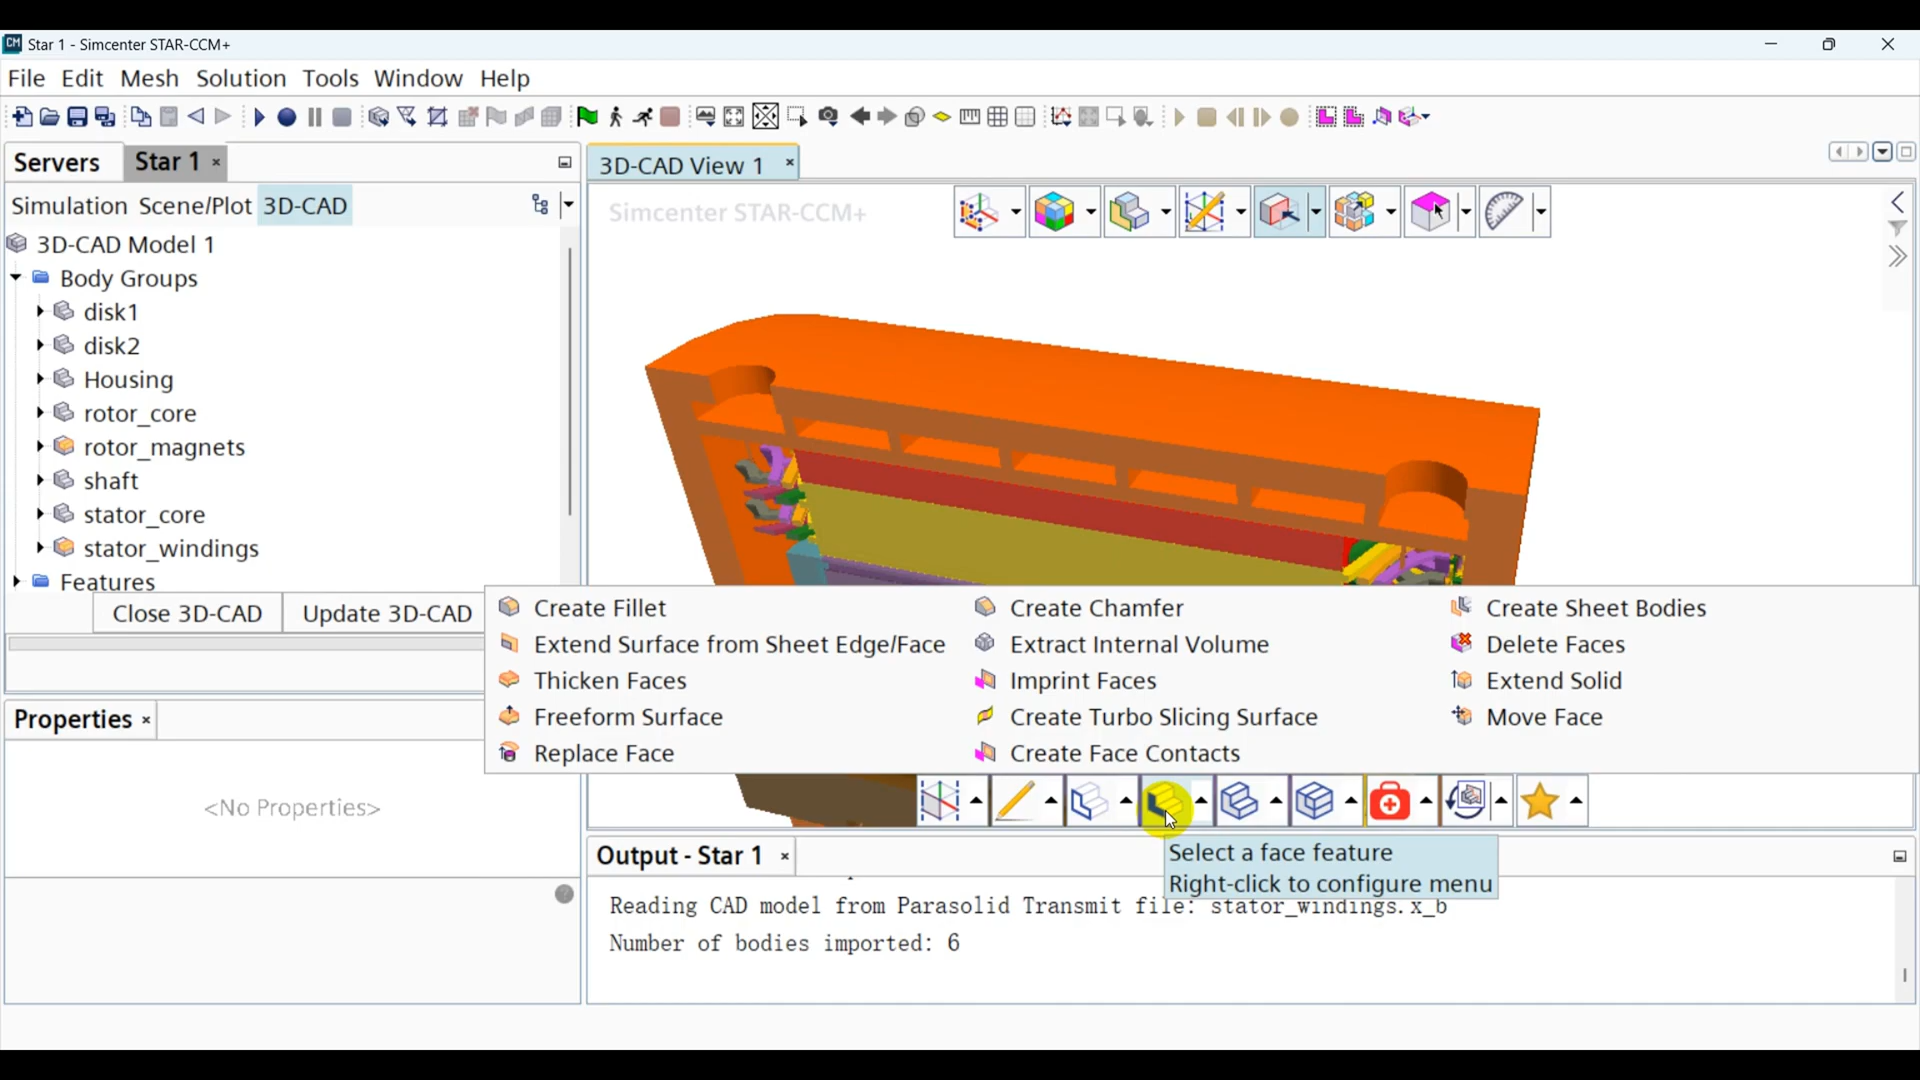 Star 1 - Simcenter STAR-CCM+
File Edit Mesh Solution Tools Window Help
Servers Star 1 ×
3D-CAD View 1 ×
Simulation Scene/Plot 3D-CAD
Simcenter STAR-CCM+
3D-CAD Model 1
Body Groups
disk1
disk2
Housing
rotor_core
rotor_magnets
shaft
stator_core
stator_windings
Features
Close 3D-CAD Update 3D-CAD
Create Fillet Create Chamfer Create Sheet Bodies
Extend Surface from Sheet Edge/Face Extract Internal Volume Delete Faces
Thicken Faces Imprint Faces Extend Solid
Freeform Surface Create Turbo Slicing Surface Move Face
Replace Face Create Face Contacts
Properties ×
<No Properties>
Output - Star 1 ×
Select a face feature
Right-click to configure menu
Reading CAD model from Parasolid Transmit file: stator_windings.x_b
Number of bodies imported: 6